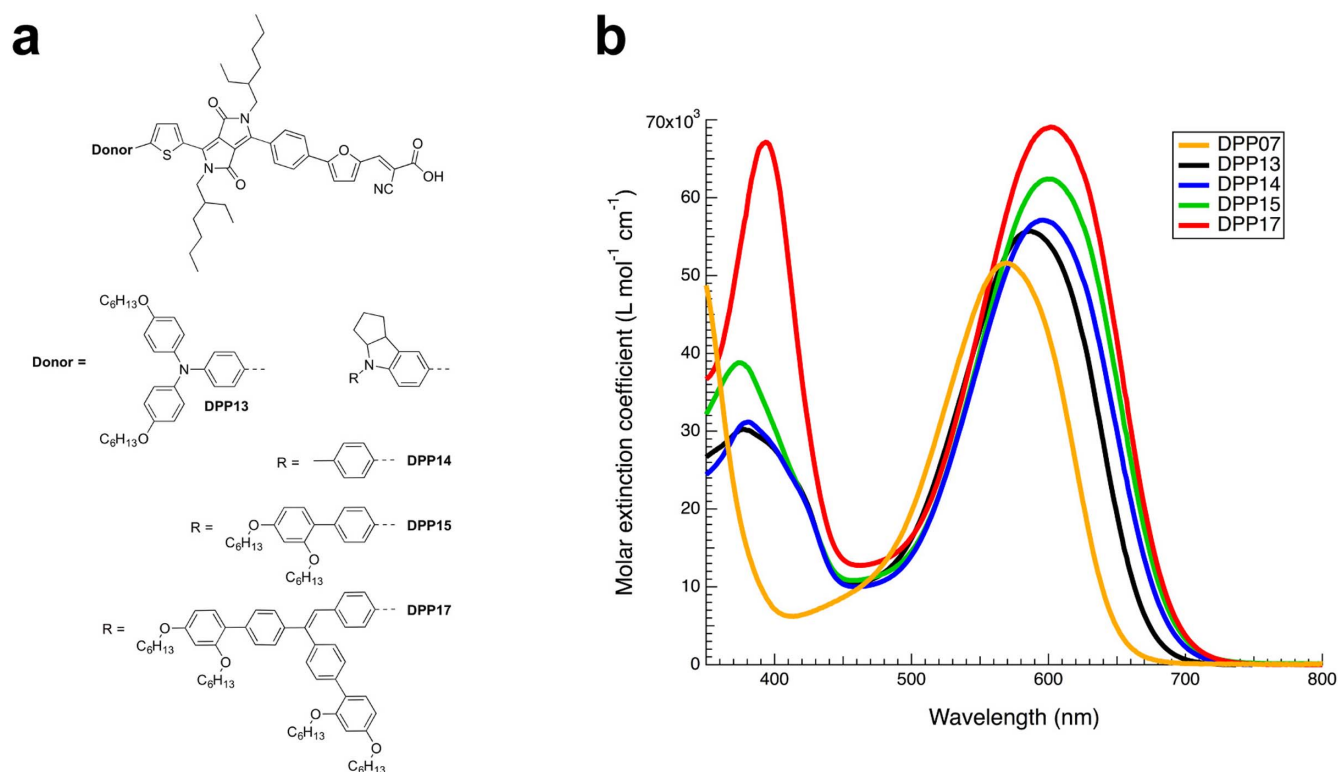 a
O
N
Donor
S
N
O
O
O
OH
NC
C6H13O
Donor =
N
R
N
DPP13
C6H13O
R =
DPP14
R =
O
C6H13
O
C6H13
DPP15
R =
O
C6H13
O
C6H13
DPP17
O
C6H13
O
C6H13
b
Molar extinction coefficient (L mol-1 cm-1)
70x103
60
50
40
30
20
10
0
400
500
600
700
800
Wavelength (nm)
DPP07
DPP13
DPP14
DPP15
DPP17